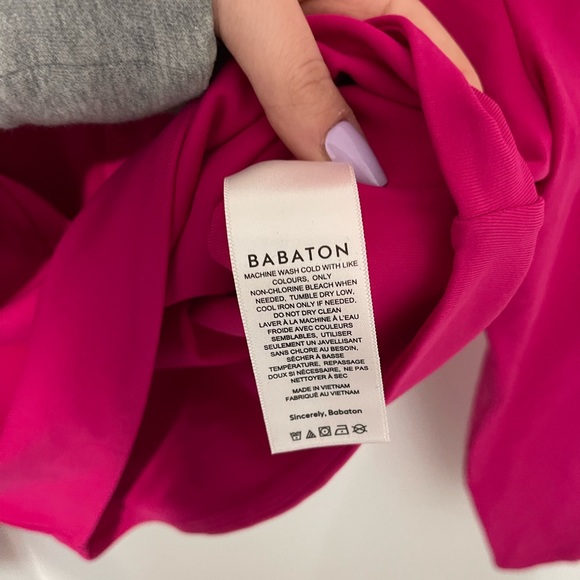 BABATON
MACHINE WASH COLD WITH LIKE
COLOURS, ONLY
NON-CHLORINE BLEACH WHEN
NEEDED, TUMBLE DRY LOW,
COOL IRON ONLY IF NEEDED.
DO NOT DRY CLEAN
LAVER À LA MACHINE À L'EAU
FROIDE AVEC COULEURS
SEMBLABLES, UTILISER
SEULEMENT UN JAVELLISANT
SANS CHLORE AU BESOIN,
SÉCHER À BASSE
TEMPÉRATURE, REPASSAGE
DOUX SI NÉCESSAIRE, NE PAS
NETTOYER À SEC
MADE IN VIETNAM
FABRIQUÉ AU VIETNAM
Sincerely, Babaton